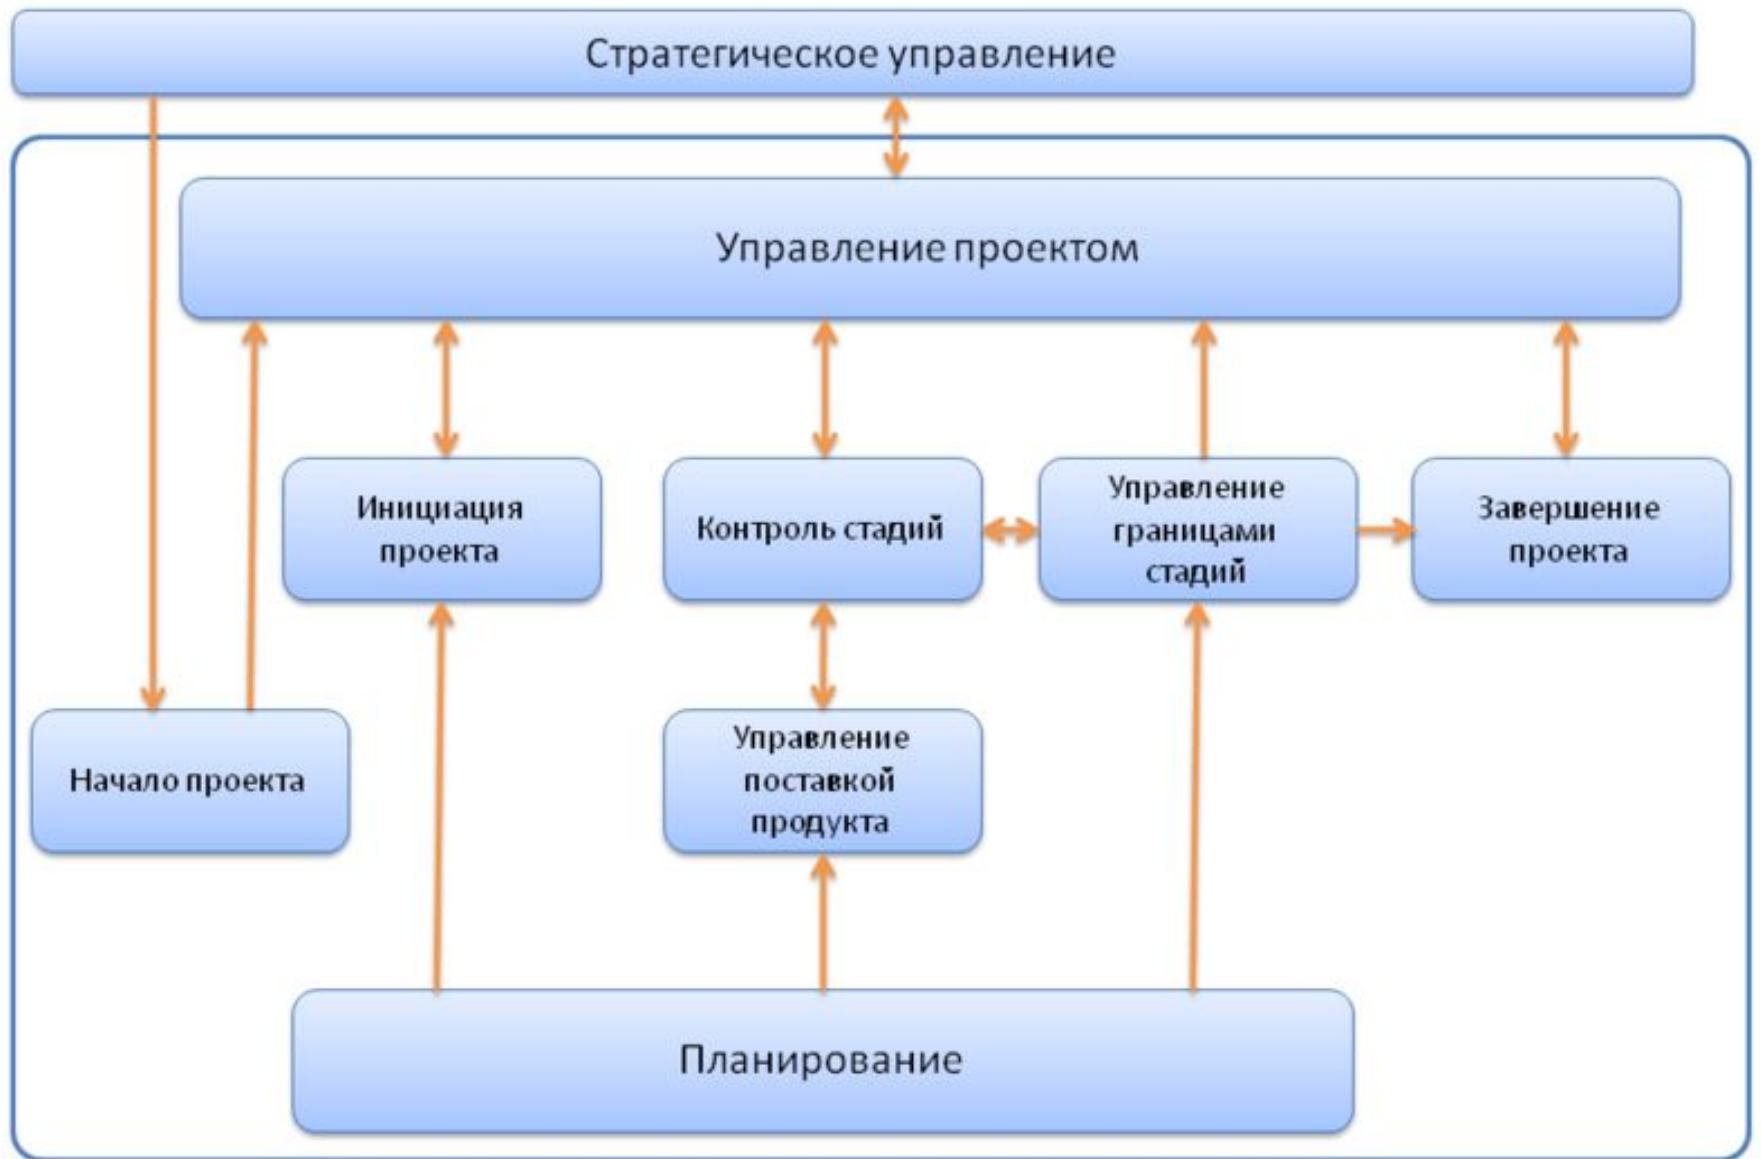 Стратегическое управление
Управление проектом
Инициация
проекта
Контроль стадий
Управление
границами
стадий
Завершение
проекта
Начало проекта
Управление
поставкой
продукта
Планирование